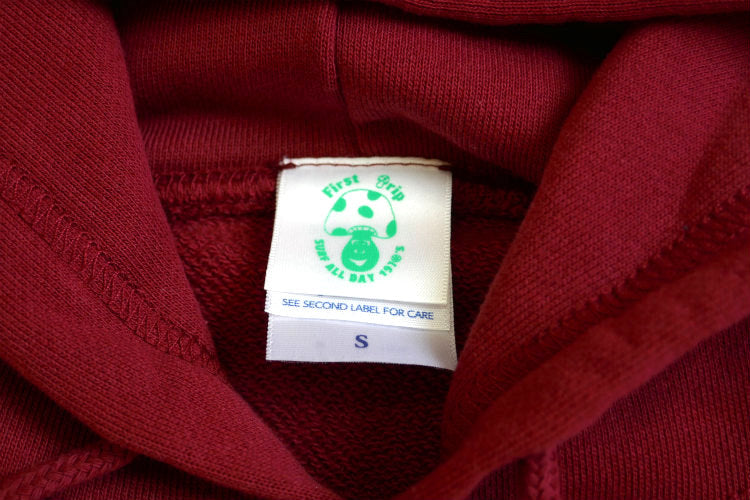 First Trip
SURF ALL DAY 1970'S
SEE SECOND LABEL FOR CARE
S